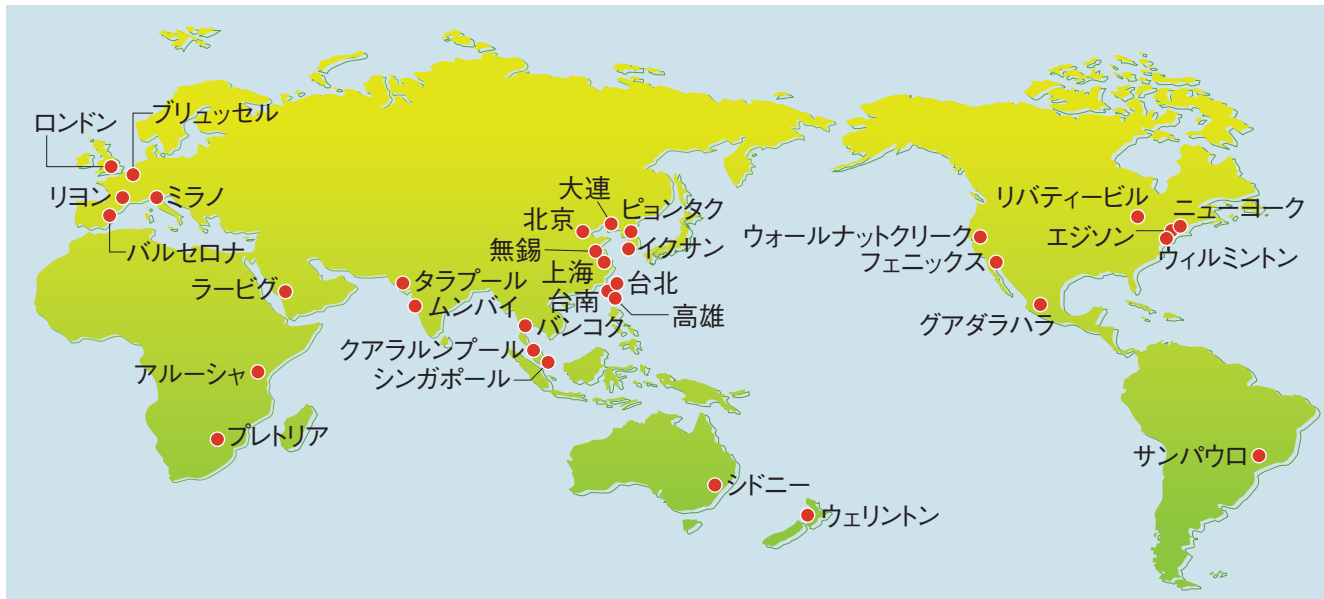 ブリュッセル
ロンドン
リヨン
ミラノ
バルセロナ
ラービグ
アルーシャ
プレトリア
タラプール
ムンバイ
大連
北京
ピョンタク
無錫
イクサン
上海
台北
台南
高雄
バンコク
クアラルンプール
シンガポール
シドニー
ウェリントン
リバティービル
ニューヨーク
ウォールナットクリーク
エジソン
ウィルミントン
フェニックス
グアダラハラ
サンパウロ